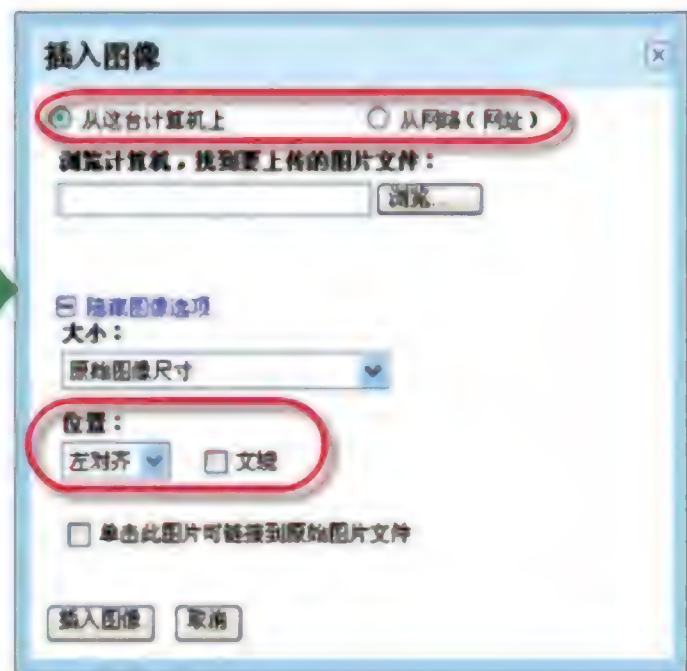 插入图像
从这台计算机上 从网络(网址)
浏览计算机,找到要上传的图片文件:
浏览...
隐藏图像选项
大小:
原始图像尺寸
位置:
左对齐 文绕
单击此图片可链接到原始图片文件
插入图像 取消